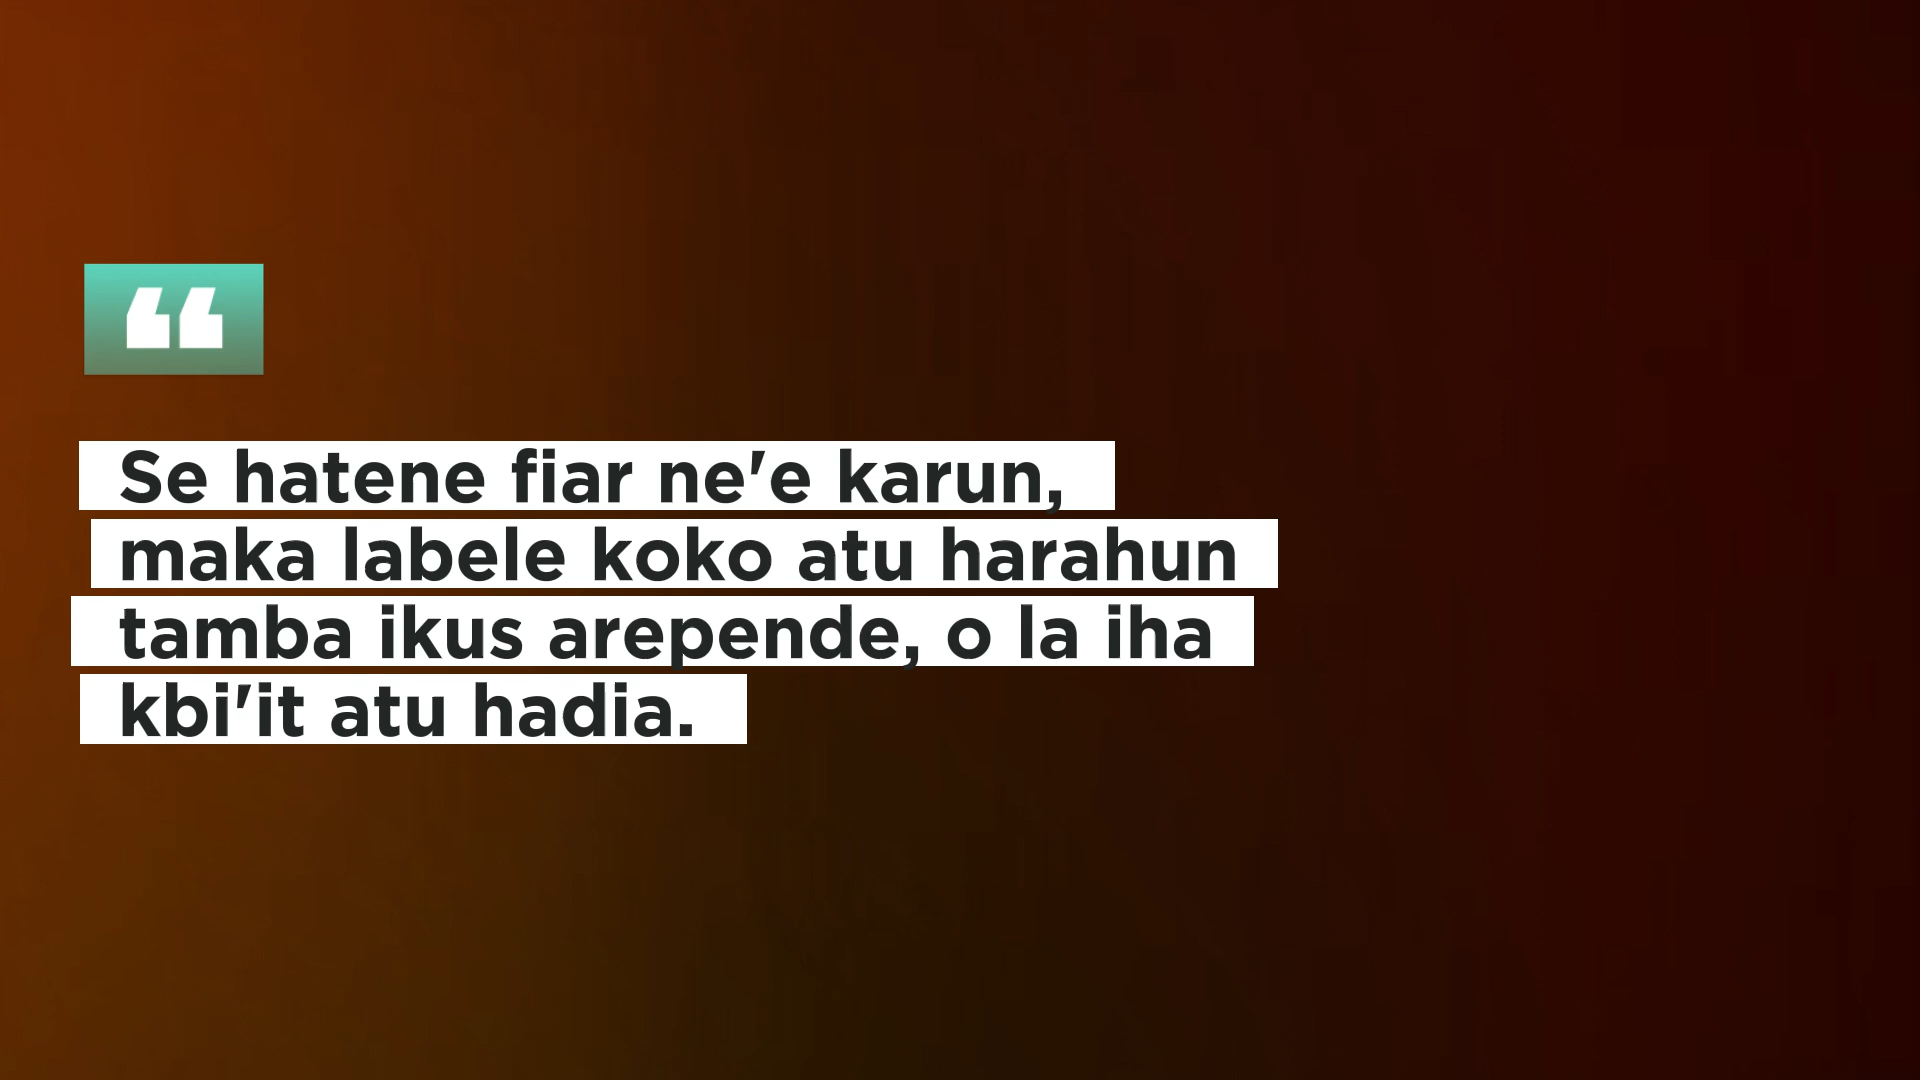 “
Se hatene fiar ne'e karun,
maka labele koko atu harahun
tamba ikus arepende, o la iha
kbi'it atu hadia.